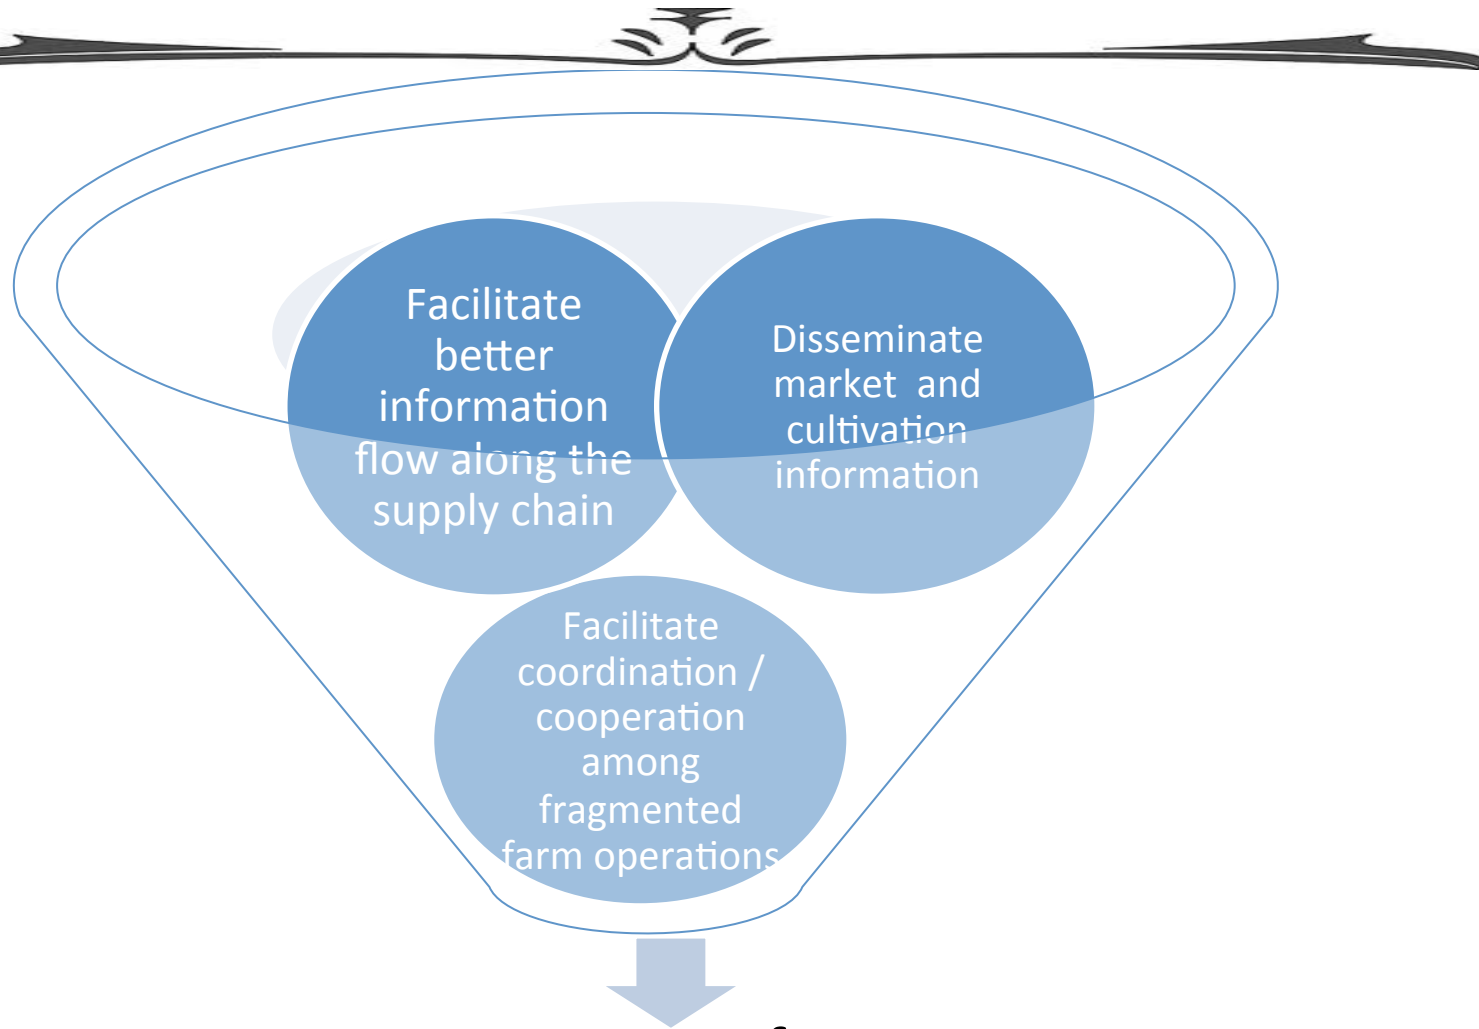 Facilitate
better
information
flow along the
supply chain
Disseminate
market and
cultivation
information
Facilitate
coordination /
cooperation
among
fragmented
farm operations